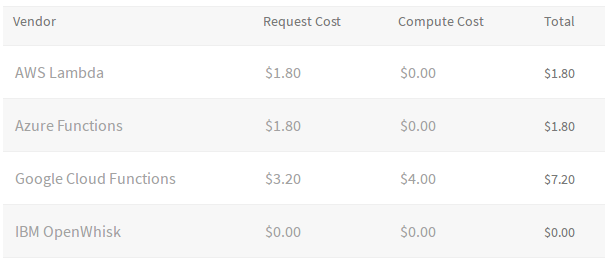 Vendor Request Cost Compute Cost Total
AWS Lambda $1.80 $0.00 $1.80
Azure Functions $1.80 $0.00 $1.80
Google Cloud Functions $3.20 $4.00 $7.20
IBM OpenWhisk $0.00 $0.00 $0.00